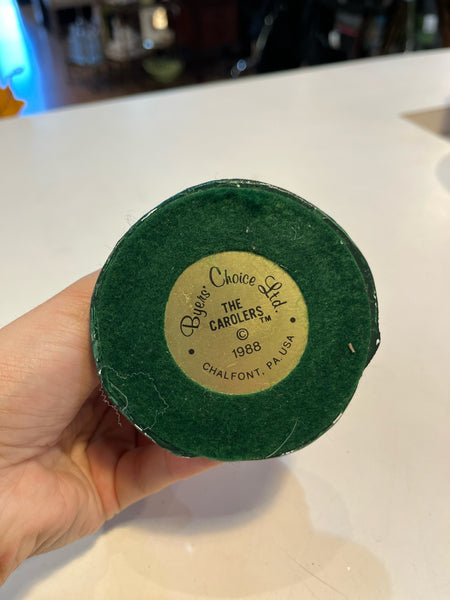 Byers' Choice Ltd.
THE
CAROLERS™
©
1988
• CHALFONT, PA. USA •